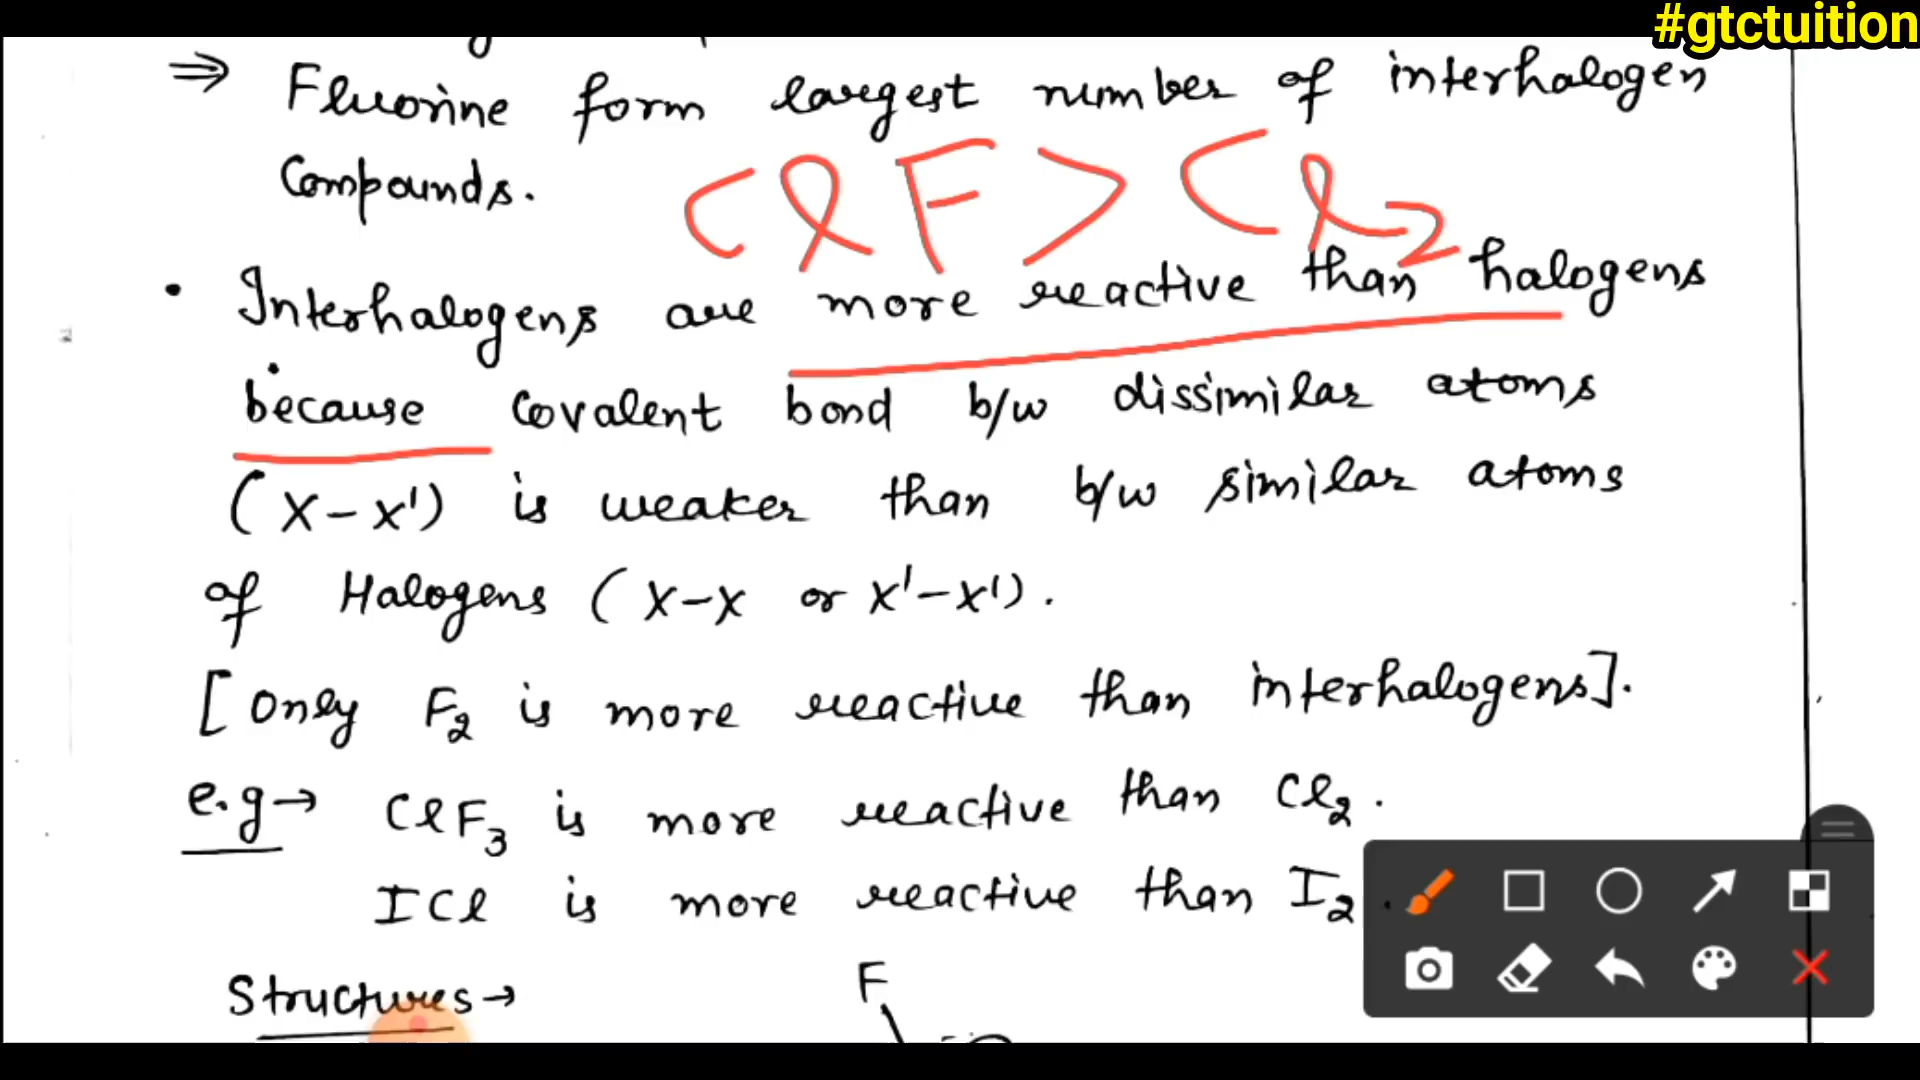 #gtctuition
⇒ Fluorine form largest number of interhalogen
Compounds.
ClF > Cl₂
• Interhalogens are more reactive than halogens
because covalent bond b/w dissimilar atoms
(X-X') is weaker than b/w similar atoms
of Halogens (X-X or X'-X').
[Only F₂ is more reactive than interhalogens].
e.g→ ClF₃ is more reactive than Cl₂.
ICl is more reactive than I₂.
Structures→
F